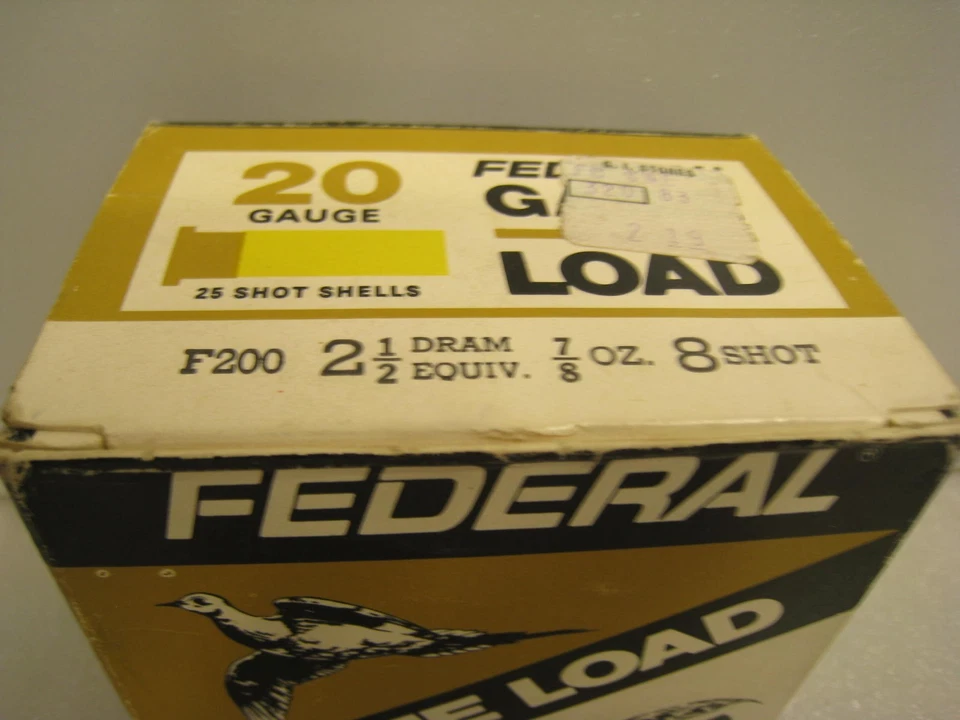 20
GAUGE
25 SHOT SHELLS
LOAD
F200 2 1/2 DRAM EQUIV. 7/8 OZ. 8 SHOT
FEDERAL
LOAD